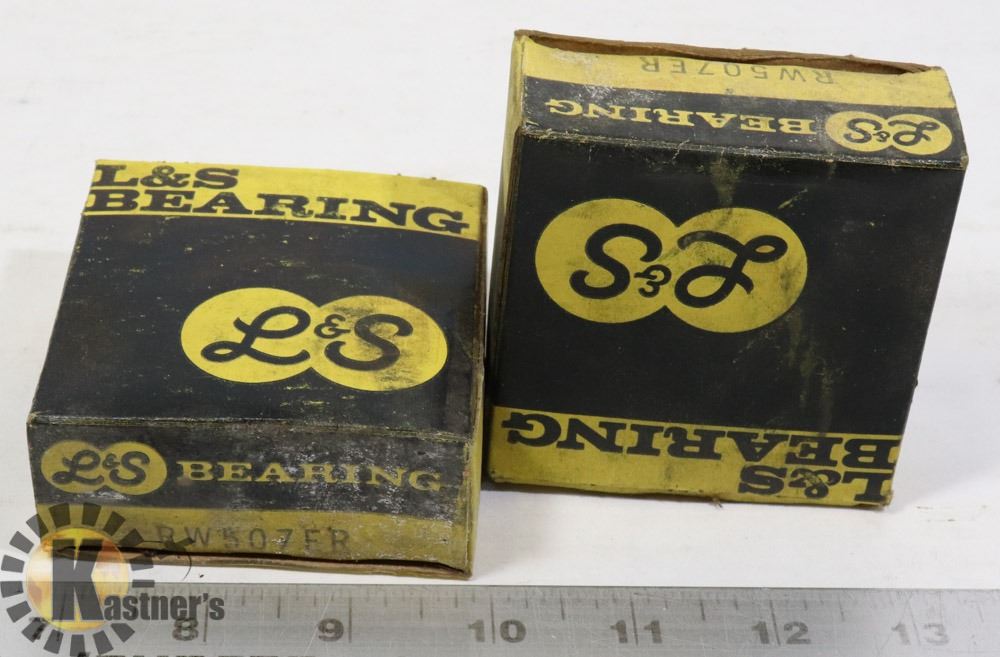 L&S
BEARING
L&S
L&S BEARING
RW507ER
RW507ER
L&S BEARING
L&S
L&S
BEARING
Kastner's
8 9 10 11 12 13